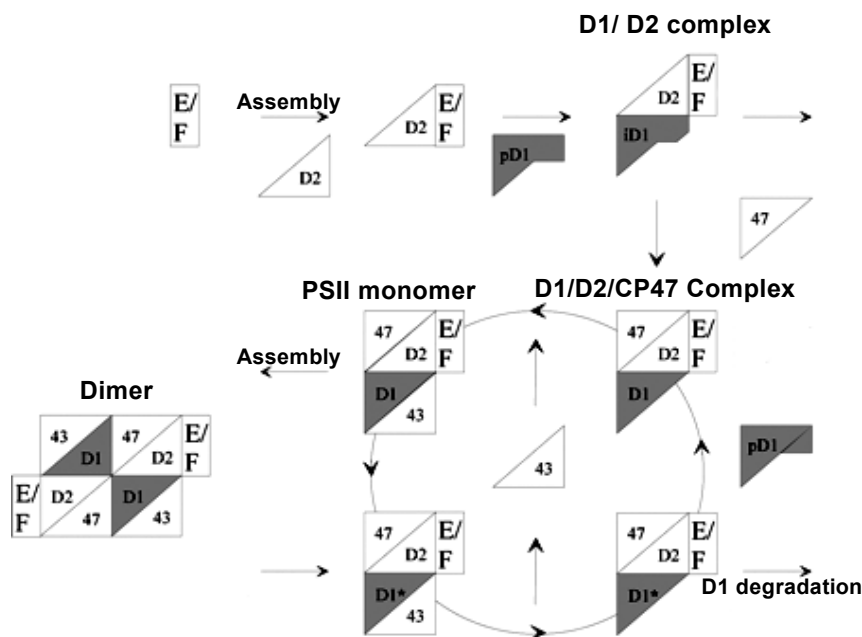 D1/ D2 complex
E/
F
Assembly
D2
D2
E/
F
pD1
D2
E/
F
iD1
47
PSII monomer
D1/D2/CP47 Complex
47
D2
E/
F
D1
43
Assembly
47
D2
E/
F
D1
Dimer
43
D1
47
D2
E/
F
E/
F
D2
47
D1
43
43
pD1
47
D2
E/
F
D1*
43
47
D2
E/
F
D1*
D1 degradation